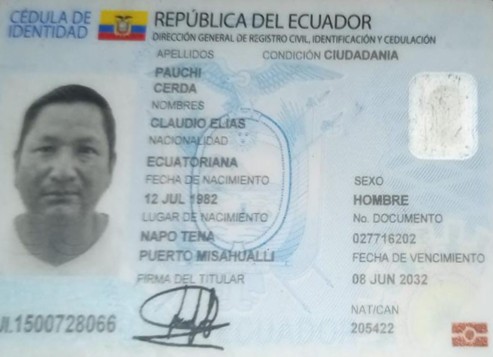 CÉDULA DE IDENTIDAD
REPÚBLICA DEL ECUADOR
DIRECCIÓN GENERAL DE REGISTRO CIVIL, IDENTIFICACIÓN Y CEDULACIÓN
APELLIDOS
CONDICIÓN CIUDADANIA
PAUCHI
CERDA
NOMBRES
CLAUDIO ELIAS
NACIONALIDAD
ECUATORIANA
FECHA DE NACIMIENTO
12 JUL 1982
LUGAR DE NACIMIENTO
NAPO TENA
PUERTO MISAHUALLI
FIRMA DEL TITULAR
SEXO
HOMBRE
No. DOCUMENTO
027716202
FECHA DE VENCIMIENTO
08 JUN 2032
NAT/CAN
205422
UI.1500728066
ECUADOR